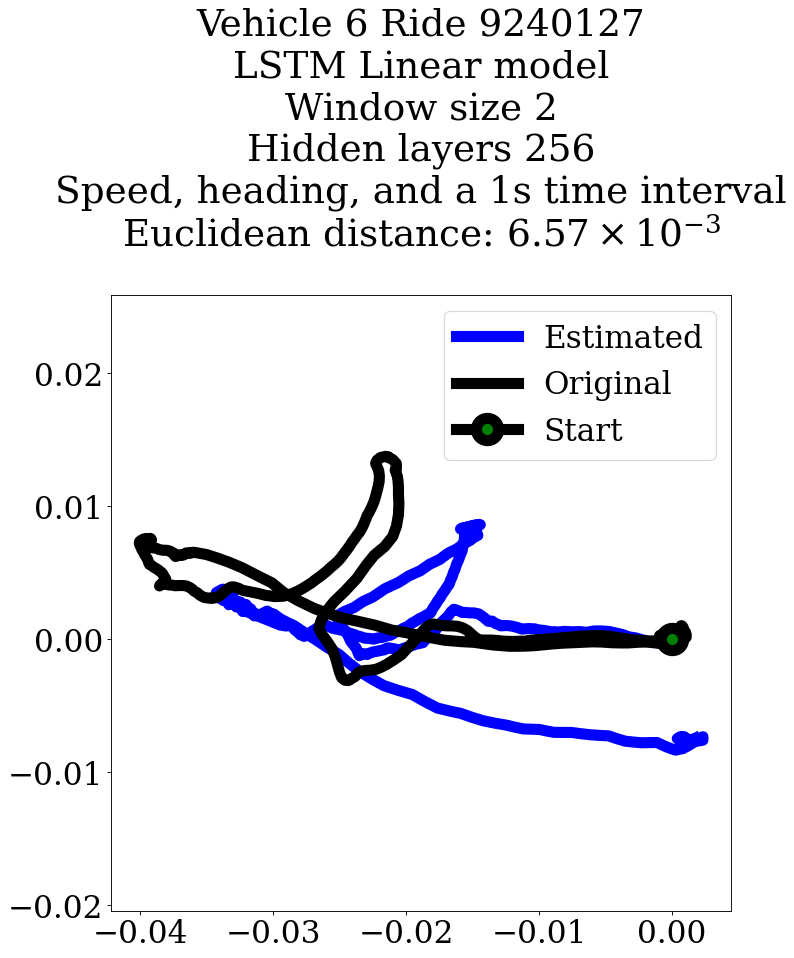 Vehicle 6 Ride 9240127
LSTM Linear model
Window size 2
Hidden layers 256
Speed, heading, and a 1s time interval
Euclidean distance: 6.57 × 10⁻³
Estimated
Original
Start
0.02
0.01
0.00
−0.01
−0.02
−0.04 −0.03 −0.02 −0.01 0.00